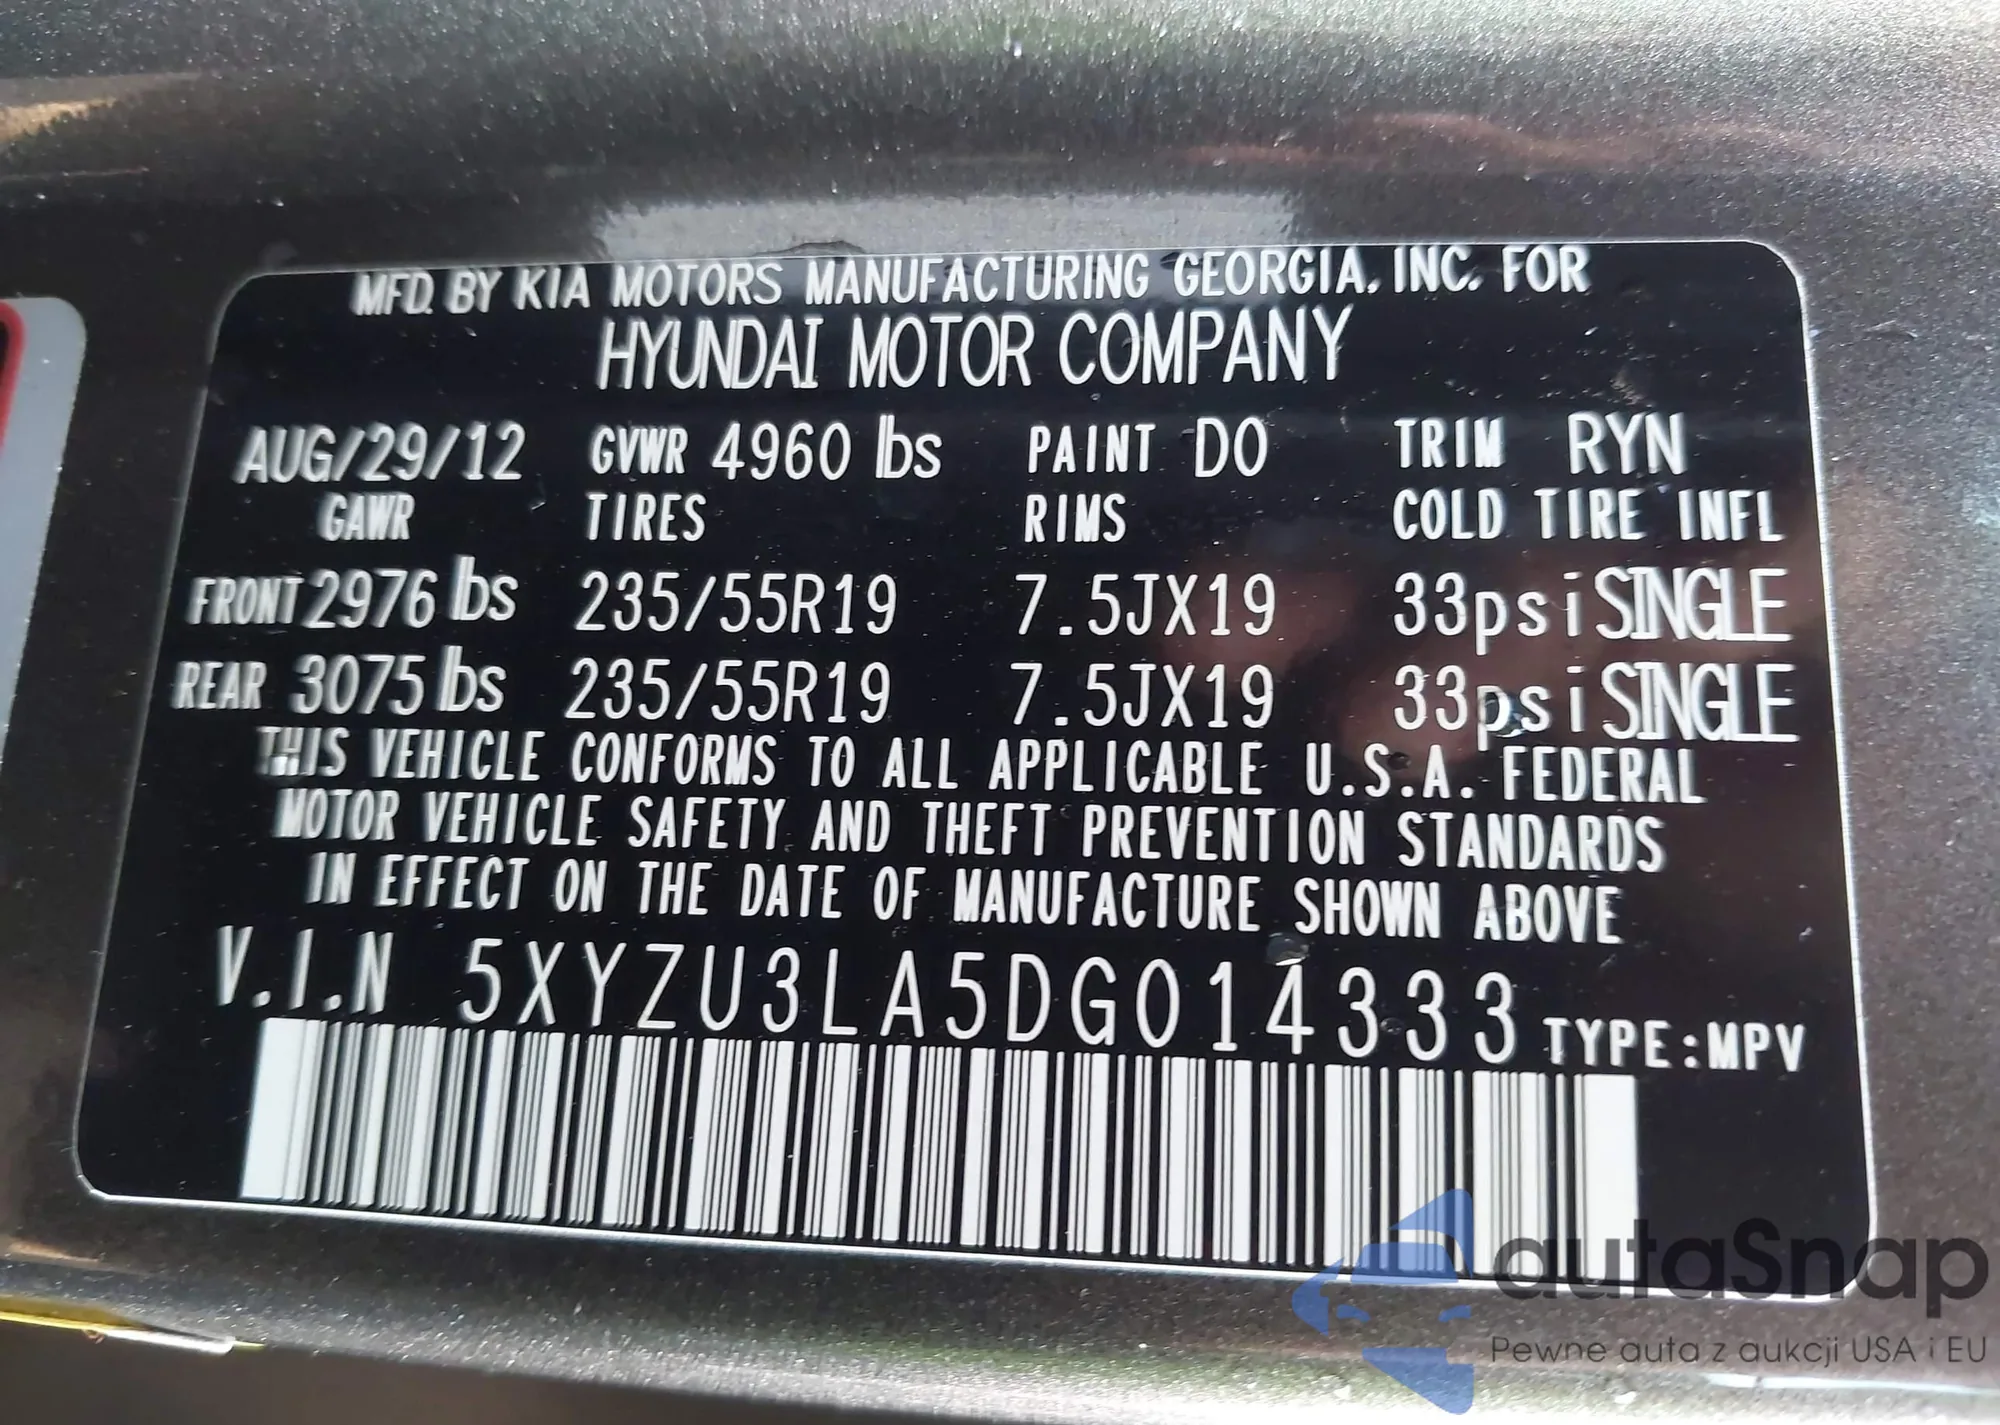 MFD. BY KIA MOTORS MANUFACTURING GEORGIA, INC. FOR
HYUNDAI MOTOR COMPANY
AUG/29/12 GVWR 4960 lbs PAINT DO TRIM RYN
GAWR TIRES RIMS COLD TIRE INFL
FRONT 2976 lbs 235/55R19 7.5JX19 33psi SINGLE
REAR 3075 lbs 235/55R19 7.5JX19 33psi SINGLE
THIS VEHICLE CONFORMS TO ALL APPLICABLE U.S.A. FEDERAL
MOTOR VEHICLE SAFETY AND THEFT PREVENTION STANDARDS
IN EFFECT ON THE DATE OF MANUFACTURE SHOWN ABOVE
V.I.N 5XYZU3LA5DG014333 TYPE:MPV
autaSnap
Pewne auta z aukcji USA i EU